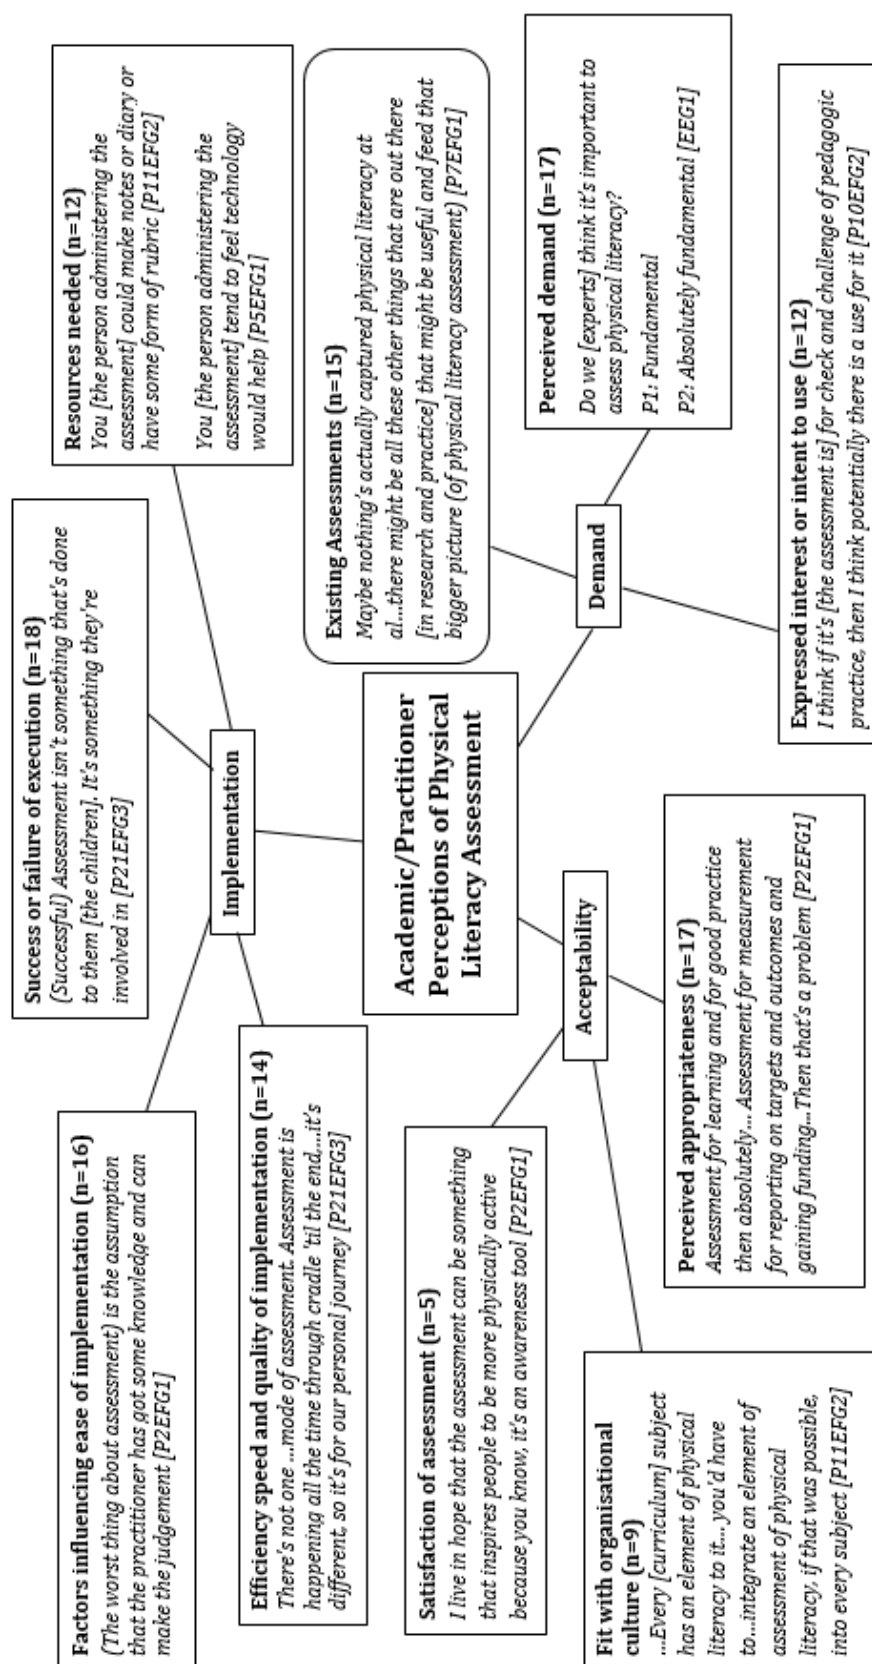 Factors influencing ease of implementation (n=16)
(The worst thing about assessment) is the assumption
that the practitioner has got some knowledge and can
make the judgement [P2EFG1]
Success or failure of execution (n=18)
(Successful) Assessment isn't something that's done
to them [the children]. It's something they're
involved in [P21EFG3]
Resources needed (n=12)
You [the person administering the
assessment] could make notes or diary or
have some form of rubric [P11EFG2]
You [the person administering the
assessment] tend to feel technology
would help [P5EFG1]
Efficiency speed and quality of implementation (n=14)
There's not one ...mode of assessment. Assessment is
happening all the time through cradle 'til the end,...it's
different, so it's for our personal journey [P21EFG3]
Implementation
Existing Assessments (n=15)
Maybe nothing's actually captured physical literacy at
al...there might be all these other things that are out there
[in research and practice] that might be useful and feed that
bigger picture (of physical literacy assessment) [P7EFG1]
Academic/Practitioner
Perceptions of Physical
Literacy Assessment
Satisfaction of assessment (n=5)
I live in hope that the assessment can be something
that inspires people to be more physically active
because you know, it's an awareness tool [P2EFG1]
Acceptability
Demand
Perceived demand (n=17)
Do we [experts] think it's important to
assess physical literacy?
P1: Fundamental
P2: Absolutely fundamental [EEG1]
Fit with organisational
culture (n=9)
...Every [curriculum] subject
has an element of physical
literacy to it... you'd have
to...integrate an element of
assessment of physical
literacy, if that was possible,
into every subject [P11EFG2]
Perceived appropriateness (n=17)
Assessment for learning and for good practice
then absolutely... Assessment for measurement
for reporting on targets and outcomes and
gaining funding...Then that's a problem [P2EFG1]
Expressed interest or intent to use (n=12)
I think if it's [the assessment is] for check and challenge of pedagogic
practice, then I think potentially there is a use for it [P10EFG2]